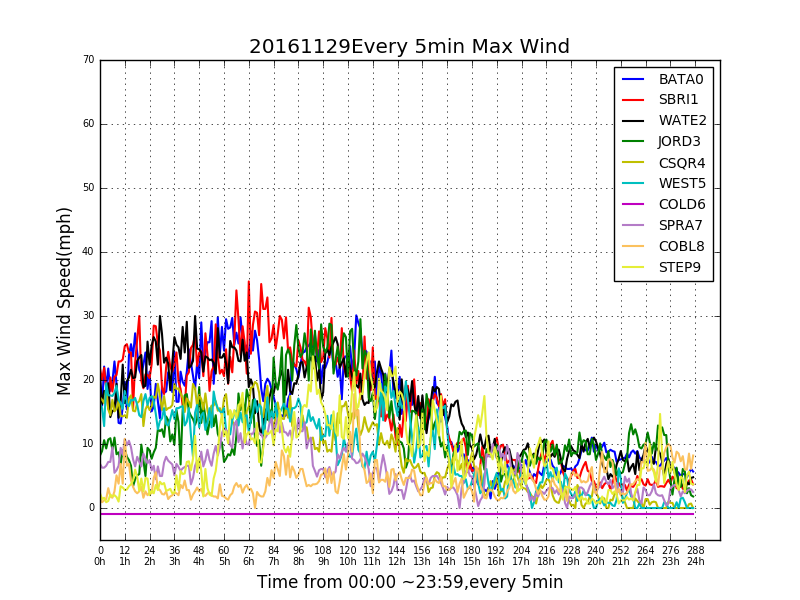 20161129Every 5min Max Wind
70
60
50
40
30
20
10
0
Max Wind Speed(mph)
BATA0
SBRI1
WATE2
JORD3
CSQR4
WEST5
COLD6
SPRA7
COBL8
STEP9
0 12 24 36 48 60 72 84 96 108 120 132 144 156 168 180 192 204 216 228 240 252 264 276 288
0h 1h 2h 3h 4h 5h 6h 7h 8h 9h 10h 11h 12h 13h 14h 15h 16h 17h 18h 19h 20h 21h 22h 23h 24h
Time from 00:00 ~23:59,every 5min